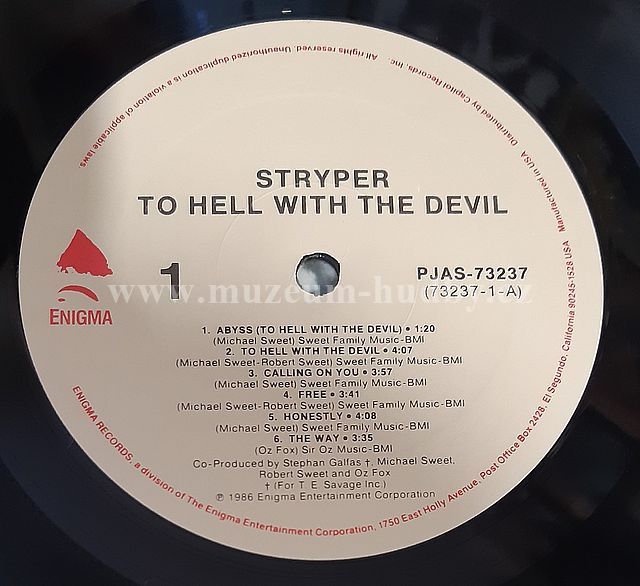 STRYPER
TO HELL WITH THE DEVIL
1
PJAS-73237
(73237-1-A)
ENIGMA
1. ABYSS (TO HELL WITH THE DEVIL) • 1:20
(Michael Sweet) Sweet Family Music-BMI
2. TO HELL WITH THE DEVIL • 4:07
(Michael Sweet-Robert Sweet) Sweet Family Music-BMI
3. CALLING ON YOU • 3:57
(Michael Sweet) Sweet Family Music-BMI
4. FREE • 3:41
(Michael Sweet-Robert Sweet) Sweet Family Music-BMI
5. HONESTLY • 4:08
(Michael Sweet) Sweet Family Music-BMI
6. THE WAY • 3:35
(Oz Fox) Sir Oz Music-BMI
Co-Produced by Stephan Galfas †, Michael Sweet,
Robert Sweet and Oz Fox
† (For T. E. Savage Inc.)
℗ 1986 Enigma Entertainment Corporation
ENIGMA RECORDS, a division of The Enigma Entertainment Corporation, 1750 East Holly Avenue, Post Office Box 2428, El Segundo, California 90245-1528 USA Manufactured in USA Distributed by Capitol Records, Inc. All rights reserved. Unauthorized duplication is a violation of applicable laws.